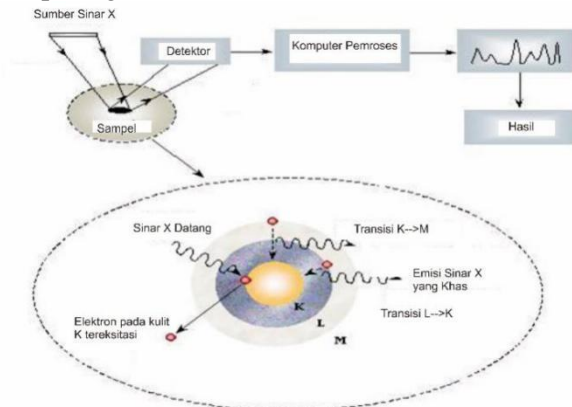 Sumber Sinar X
Detektor
Komputer Pemroses
Sampel
Hasil
Sinar X Datang
Transisi K-->M
Emisi Sinar X
yang Khas
Transisi L-->K
Elektron pada kulit
K tereksitasi
K
L
M